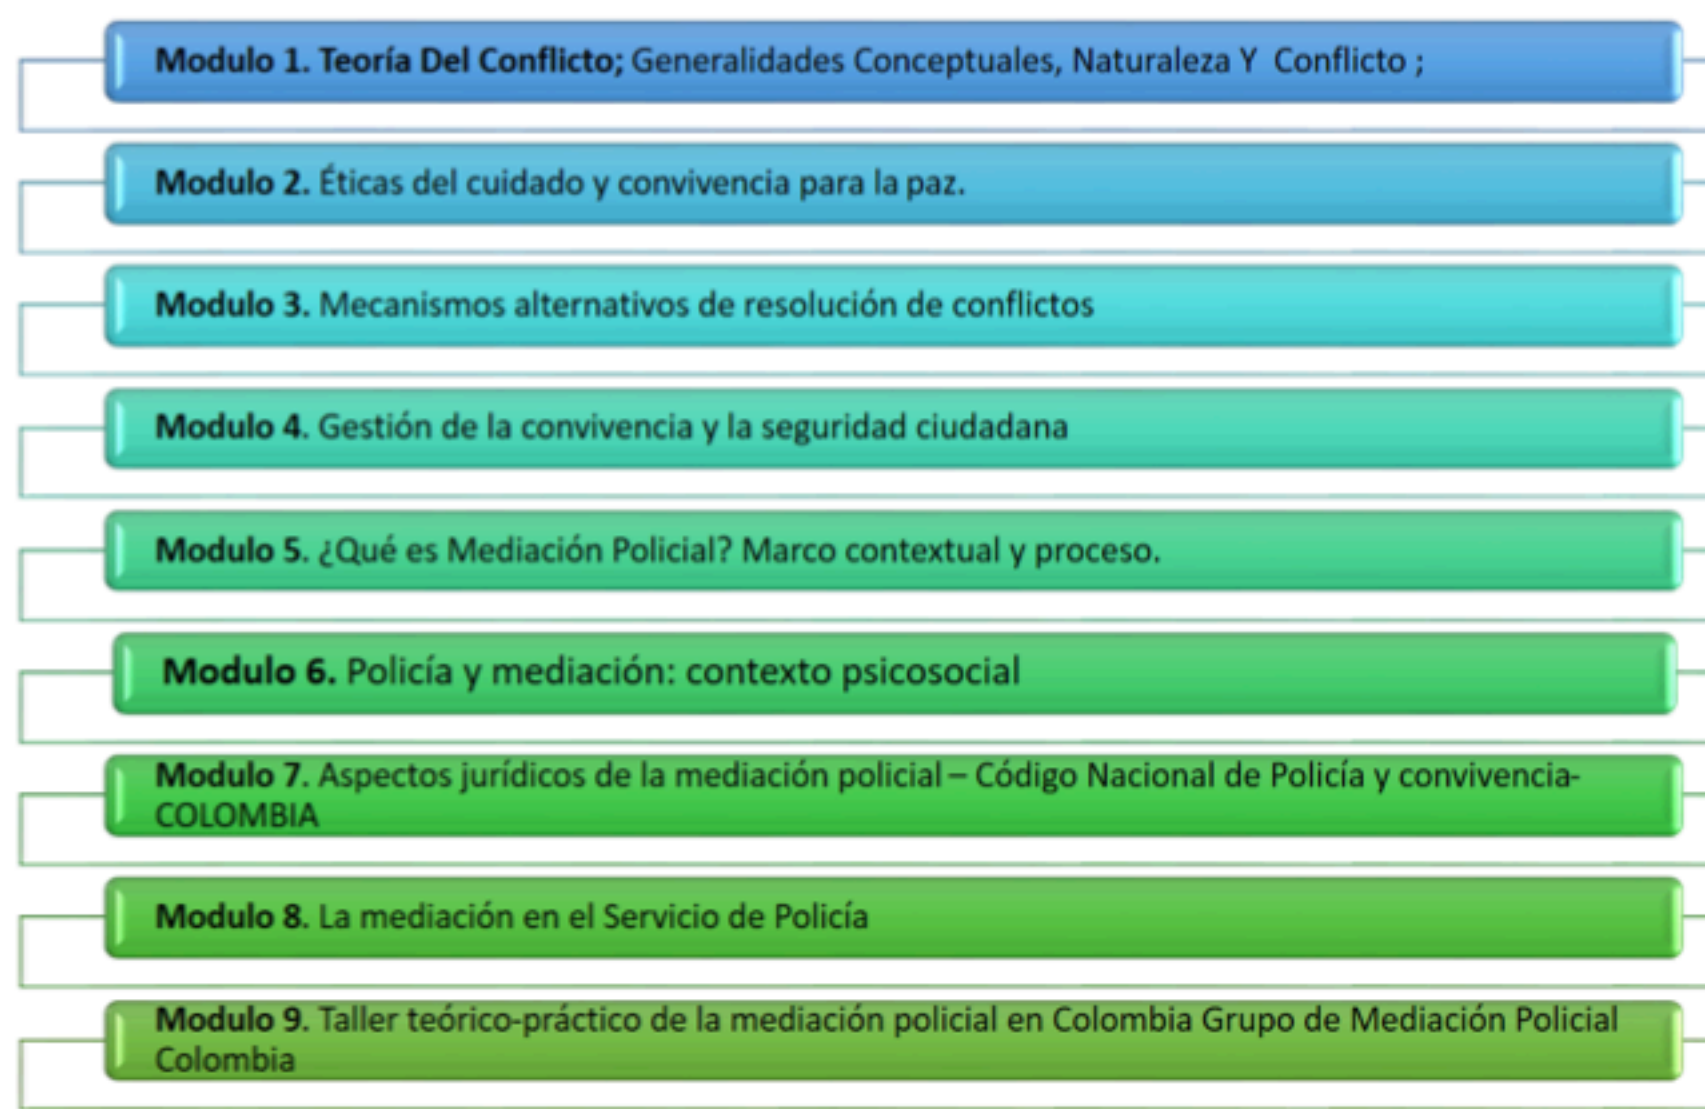 Modulo 1. Teoría Del Conflicto; Generalidades Conceptuales, Naturaleza Y Conflicto ;
Modulo 2. Éticas del cuidado y convivencia para la paz.
Modulo 3. Mecanismos alternativos de resolución de conflictos
Modulo 4. Gestión de la convivencia y la seguridad ciudadana
Modulo 5. ¿Qué es Mediación Policial? Marco contextual y proceso.
Modulo 6. Policía y mediación: contexto psicosocial
Modulo 7. Aspectos jurídicos de la mediación policial – Código Nacional de Policía y convivencia-
COLOMBIA
Modulo 8. La mediación en el Servicio de Policía
Modulo 9. Taller teórico-práctico de la mediación policial en Colombia Grupo de Mediación Policial
Colombia